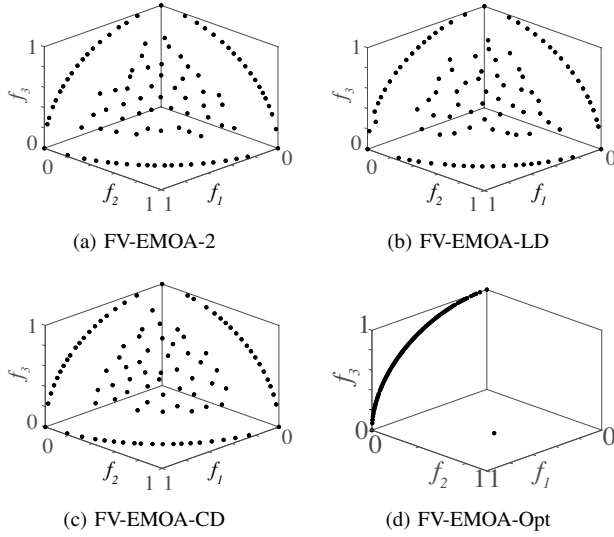 1
f3
0
0
f2
1 1
f1
0
(a) FV-EMOA-2
1
f3
0
0
f2
1 1
f1
0
(b) FV-EMOA-LD
1
f3
0
0
f2
1 1
f1
0
(c) FV-EMOA-CD
1
f3
0
0
f2
1 1
f1
0
(d) FV-EMOA-Opt